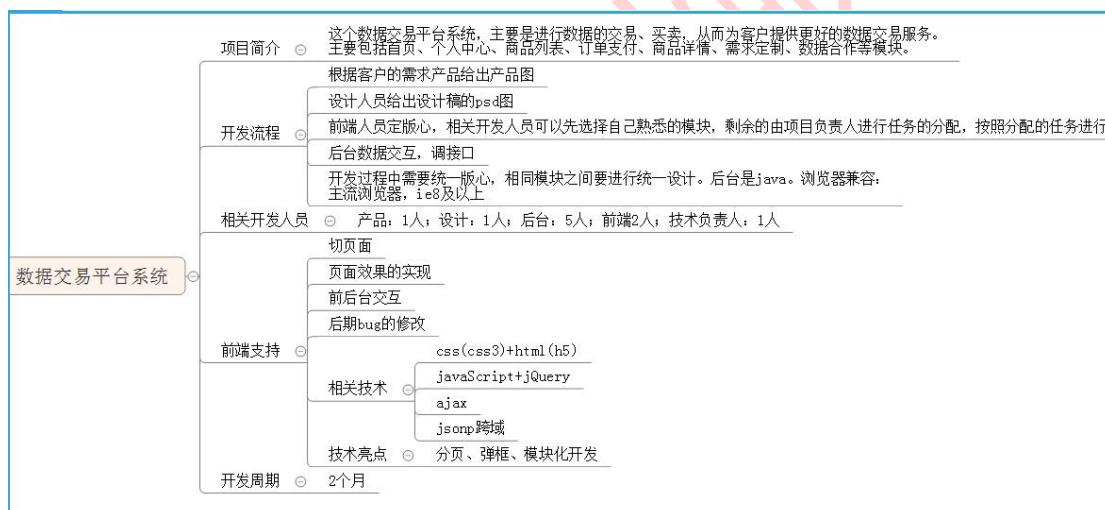 这个数据交易平台系统,主要是进行数据的交易、买卖,从而为客户提供更好的数据交易服务。
项目简介
主要包括首页、个人中心、商品列表、订单支付、商品详情、需求定制、数据合作等模块。
根据客户的需求产品给出产品图
设计人员给出设计稿的psd图
开发流程
前端人员定版心,相关开发人员可以先选择自己熟悉的模块,剩余的由项目负责人进行任务的分配,按照分配的任务进行
后台数据交互,调接口
开发过程中需要统一版心,相同模块之间要进行统一设计。后台是java。浏览器兼容:
主流浏览器,ie8及以上
相关开发人员
产品:1人;设计:1人;后台:5人;前端2人;技术负责人:1人
数据交易平台系统
切页面
页面效果的实现
前后台交互
后期bug的修改
前端支持
相关技术
css(css3)+html(h5)
javaScript+jQuery
ajax
jsonp跨域
技术亮点
分页、弹框、模块化开发
开发周期
2个月